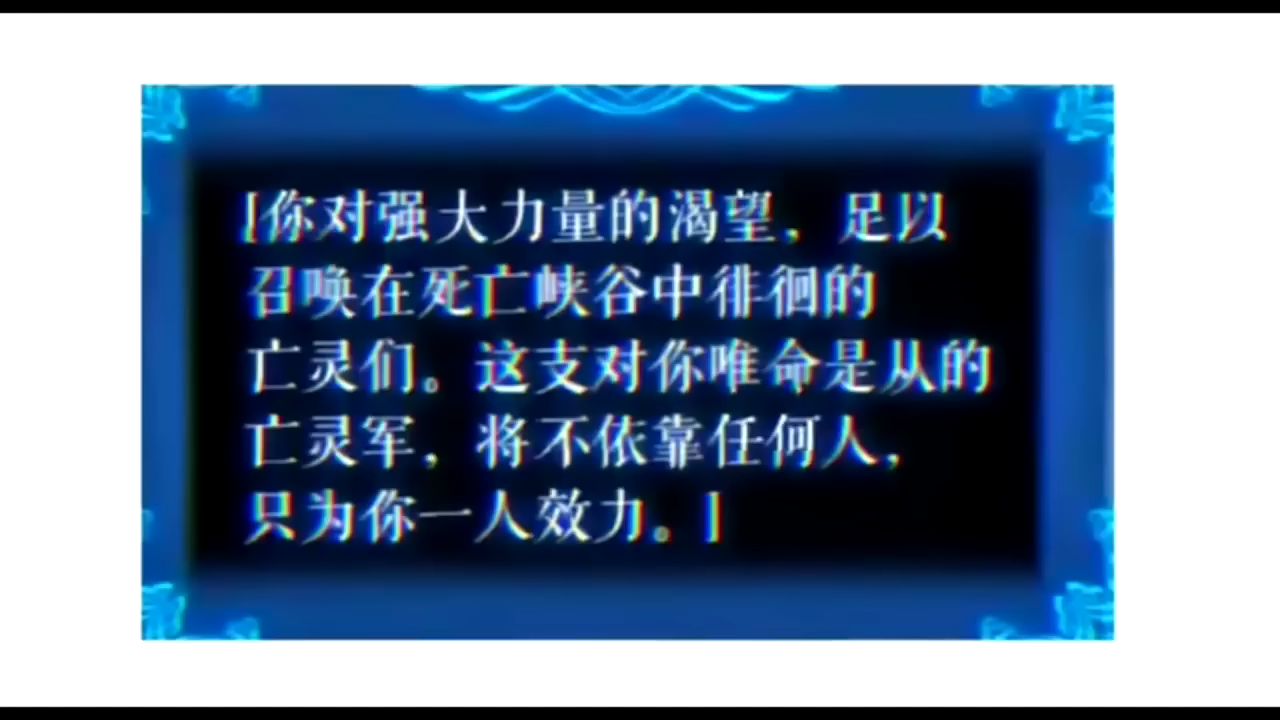 [你对强大力量的渴望，足以
召唤在死亡峡谷中徘徊的
亡灵们。这支对你唯命是从的
亡灵军，将不依靠任何人，
只为你一人效力。]